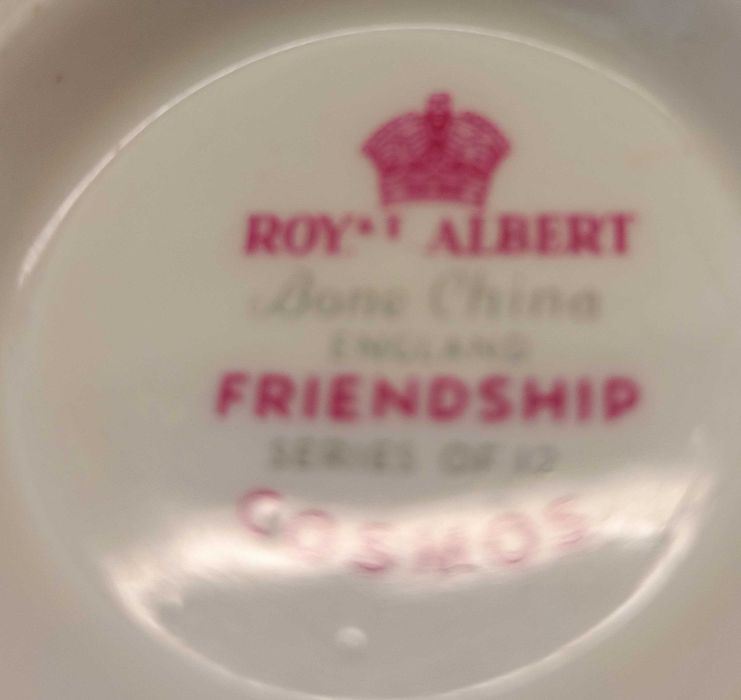 ROYAL ALBERT
Bone China
ENGLAND
FRIENDSHIP
SERIES OF 12
COSMOS